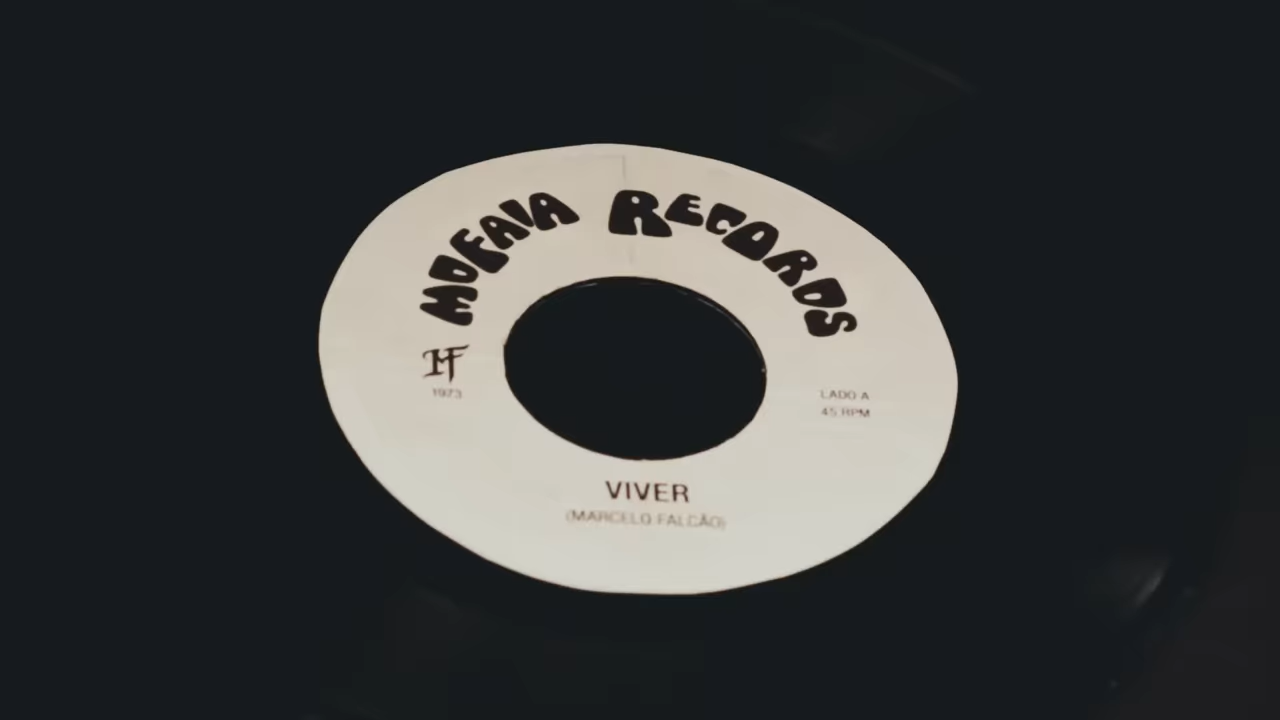 MOFAIA RECORDS
MF
1973
LADO A
45 RPM
VIVER
(MARCELO FALCÃO)